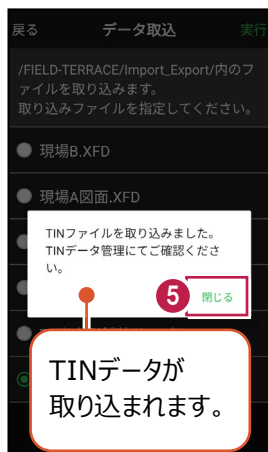 戻る データ取込 実行
/FIELD-TERRACE/Import_Export/内のフ
ァイルを取り込みます。
取り込みファイルを指定してください。
現場B.XFD
現場A図面.XFD
TINファイルを取り込みました。
TINデータ管理にてご確認くださ
い。
5 閉じる
TINデータが
取り込まれます。